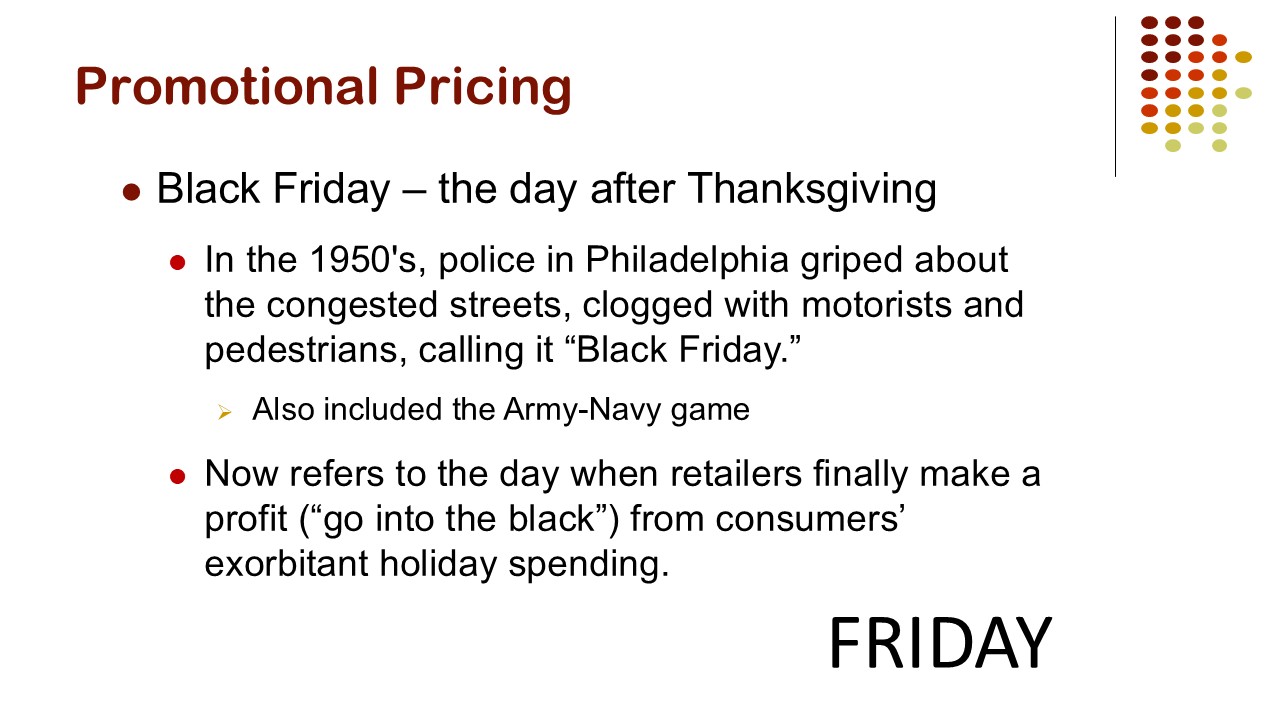 Promotional Pricing
Black Friday – the day after Thanksgiving
In the 1950's, police in Philadelphia griped about
the congested streets, clogged with motorists and
pedestrians, calling it “Black Friday.”
Also included the Army-Navy game
Now refers to the day when retailers finally make a
profit (“go into the black”) from consumers’
exorbitant holiday spending.
FRIDAY